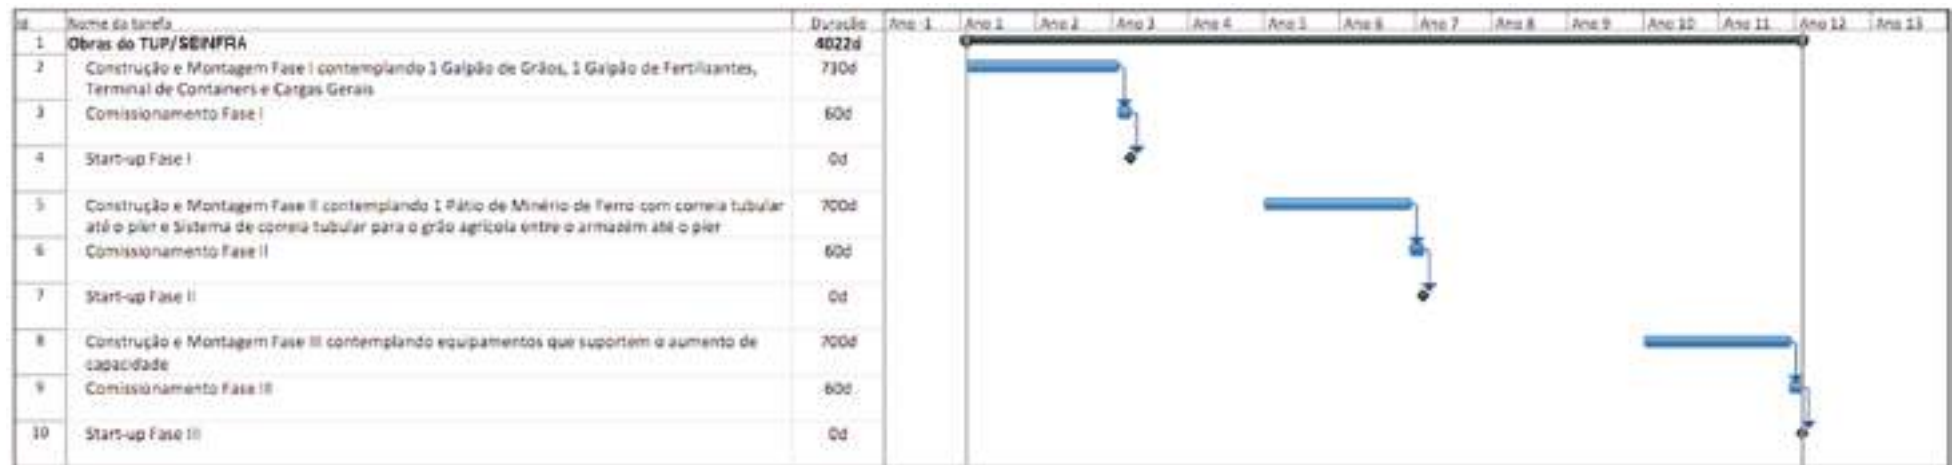 Id Nome da tarefa Duração Ano -1 Ano 1 Ano 2 Ano 3 Ano 4 Ano 5 Ano 6 Ano 7 Ano 8 Ano 9 Ano 10 Ano 11 Ano 12 Ano 13
1 Obras do TUP/SEINFRA 4022d
2 Construção e Montagem Fase I contemplando 1 Galpão de Grãos, 1 Galpão de Fertilizantes, 730d
Terminal de Containers e Cargas Gerais
3 Comissionamento Fase I 60d
4 Start-up Fase I 0d
5 Construção e Montagem Fase II contemplando 1 Pátio de Minério de Ferro com correia tubular 700d
até o pier e Sistema de correia tubular para o grão agrícola entre o armazém até o pier
6 Comissionamento Fase II 60d
7 Start-up Fase II 0d
8 Construção e Montagem Fase III contemplando equipamentos que suportem o aumento de 700d
capacidade
9 Comissionamento Fase III 60d
10 Start-up Fase III 0d